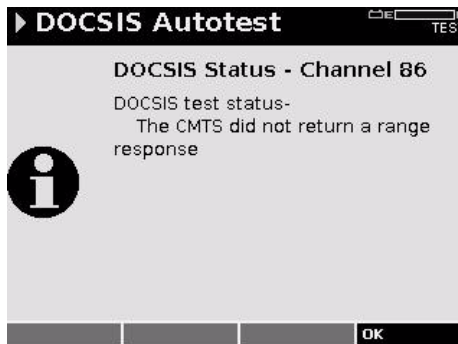 DOCSIS Autotest
E
TES
DOCSIS Status - Channel 86
DOCSIS test status-
The CMTS did not return a range
response
OK